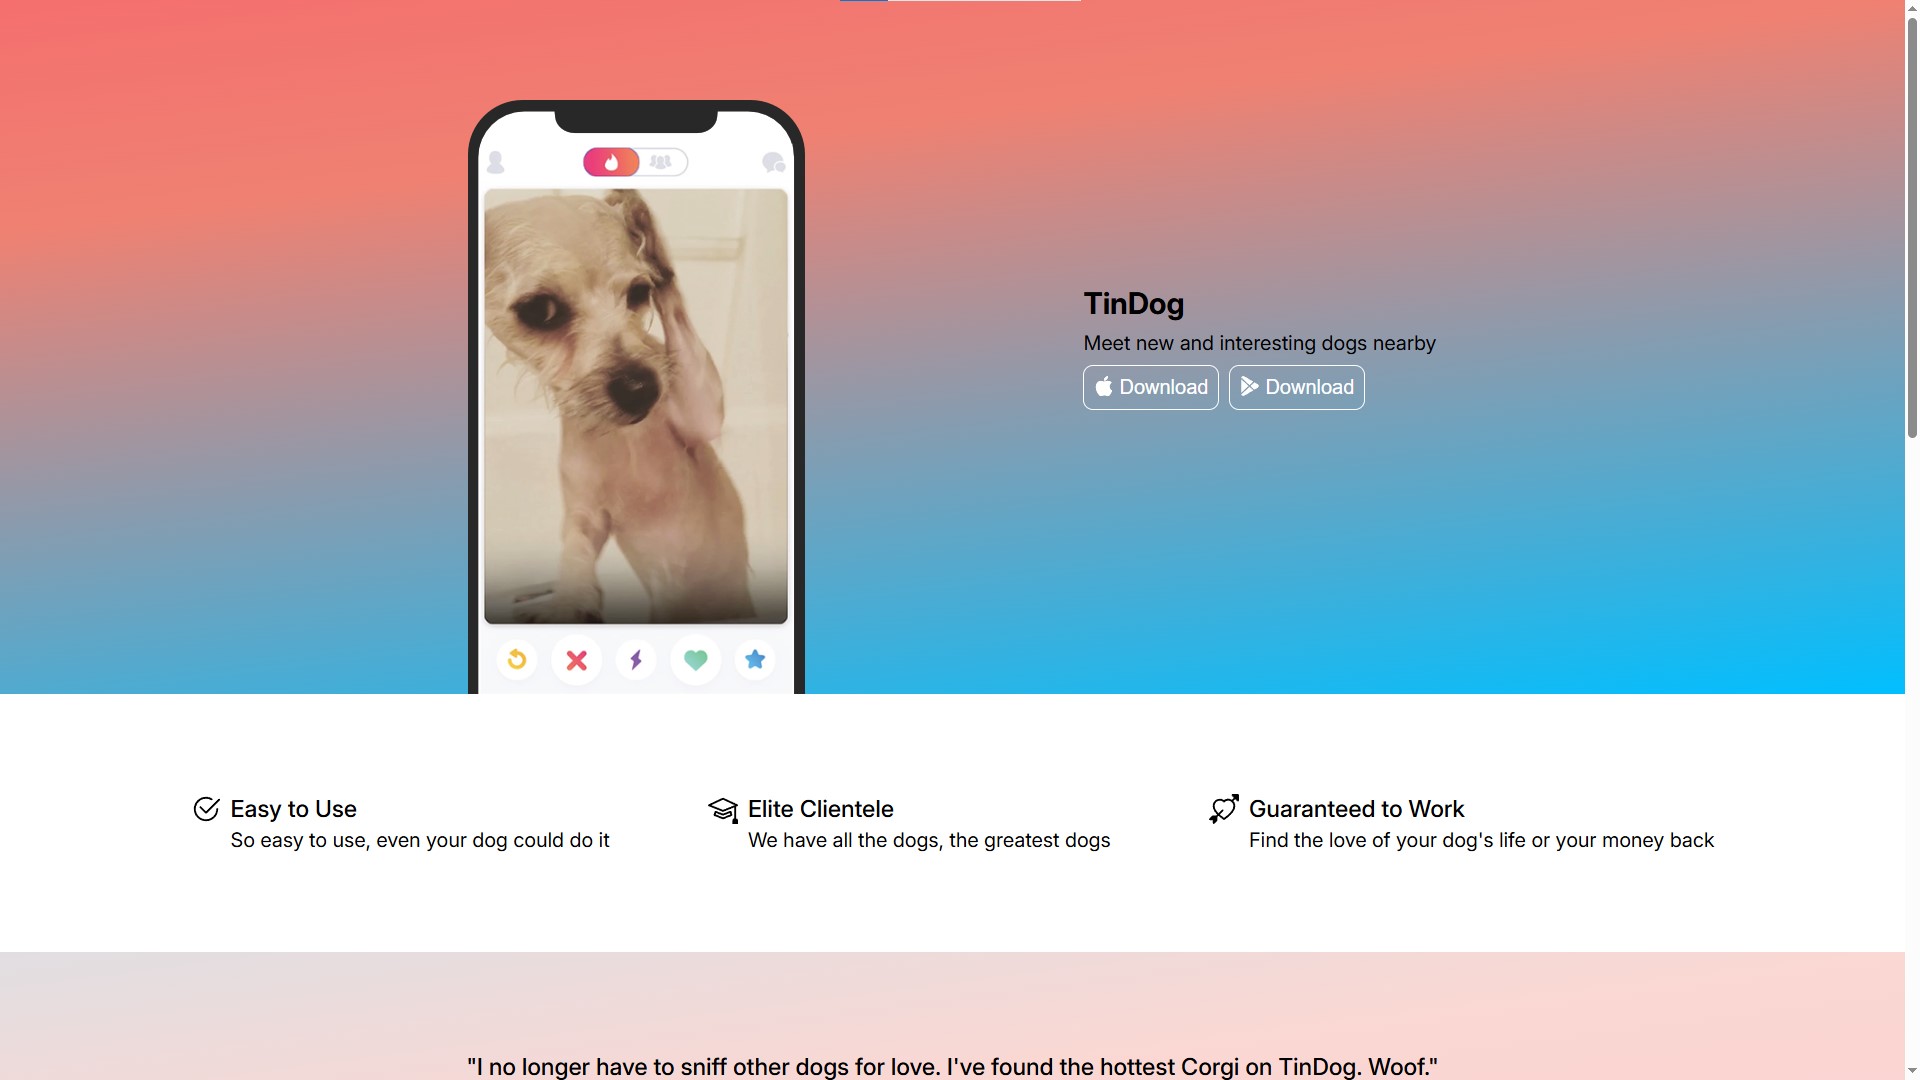 TinDog
Meet new and interesting dogs nearby
Download Download
Easy to Use
So easy to use, even your dog could do it
Elite Clientele
We have all the dogs, the greatest dogs
Guaranteed to Work
Find the love of your dog's life or your money back
"I no longer have to sniff other dogs for love. I've found the hottest Corgi on TinDog. Woof."